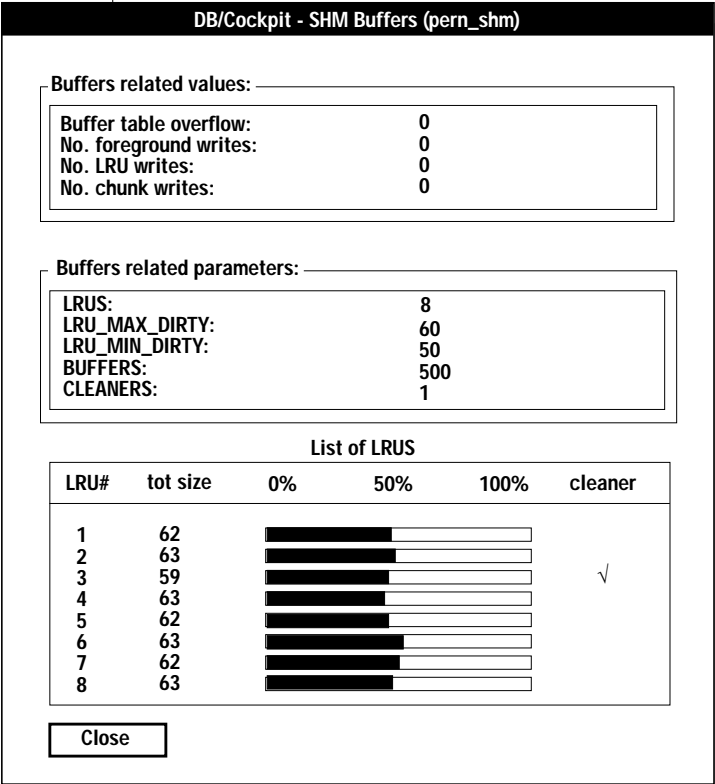 DB/Cockpit - SHM Buffers (pern_shm)
Buffers related values:
Buffer table overflow: 0
No. foreground writes: 0
No. LRU writes: 0
No. chunk writes: 0
Buffers related parameters:
LRUS: 8
LRU_MAX_DIRTY: 60
LRU_MIN_DIRTY: 50
BUFFERS: 500
CLEANERS: 1
List of LRUS
LRU# tot size 0% 50% 100% cleaner
1 62
2 63
3 59 √
4 63
5 62
6 63
7 62
8 63
Close